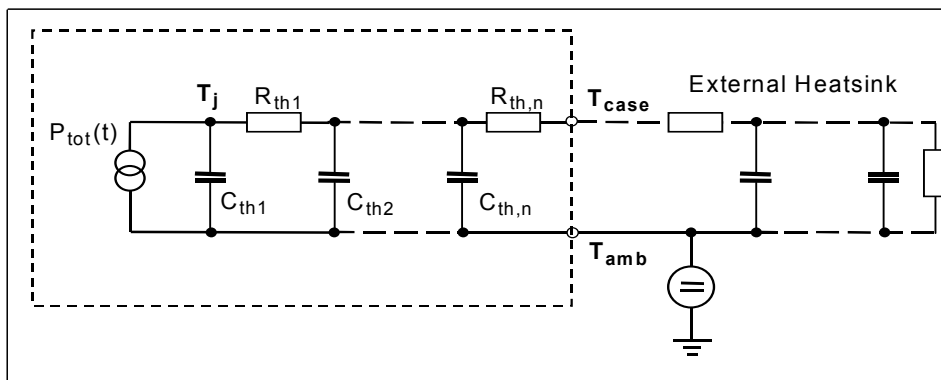 External Heatsink
T_j
R_th1
R_th,n
T_case
P_tot(t)
C_th1
C_th2
C_th,n
T_amb